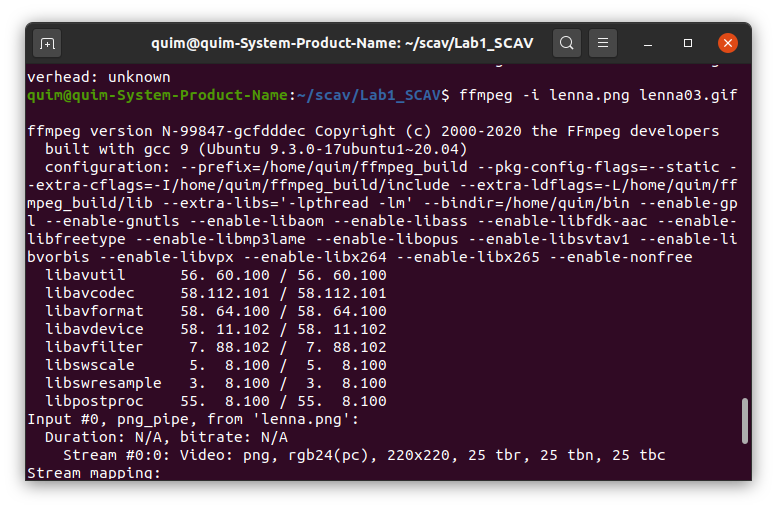 quim@quim-System-Product-Name: ~/scav/Lab1_SCAV
verhead: unknown
quim@quim-System-Product-Name:~/scav/Lab1_SCAV$ ffmpeg -i lenna.png lenna03.gif
ffmpeg version N-99847-gcfdddec Copyright (c) 2000-2020 the FFmpeg developers
  built with gcc 9 (Ubuntu 9.3.0-17ubuntu1~20.04)
  configuration: --prefix=/home/quim/ffmpeg_build --pkg-config-flags=--static -
-extra-cflags=-I/home/quim/ffmpeg_build/include --extra-ldflags=-L/home/quim/ff
mpeg_build/lib --extra-libs='-lpthread -lm' --bindir=/home/quim/bin --enable-gp
l --enable-gnutls --enable-libaom --enable-libass --enable-libfdk-aac --enable-
libfreetype --enable-libmp3lame --enable-libopus --enable-libsvtav1 --enable-li
bvorbis --enable-libvpx --enable-libx264 --enable-libx265 --enable-nonfree
  libavutil      56. 60.100 / 56. 60.100
  libavcodec     58.112.101 / 58.112.101
  libavformat    58. 64.100 / 58. 64.100
  libavdevice    58. 11.102 / 58. 11.102
  libavfilter     7. 88.102 /  7. 88.102
  libswscale      5.  8.100 /  5.  8.100
  libswresample   3.  8.100 /  3.  8.100
  libpostproc    55.  8.100 / 55.  8.100
Input #0, png_pipe, from 'lenna.png':
  Duration: N/A, bitrate: N/A
    Stream #0:0: Video: png, rgb24(pc), 220x220, 25 tbr, 25 tbn, 25 tbc
Stream mapping: